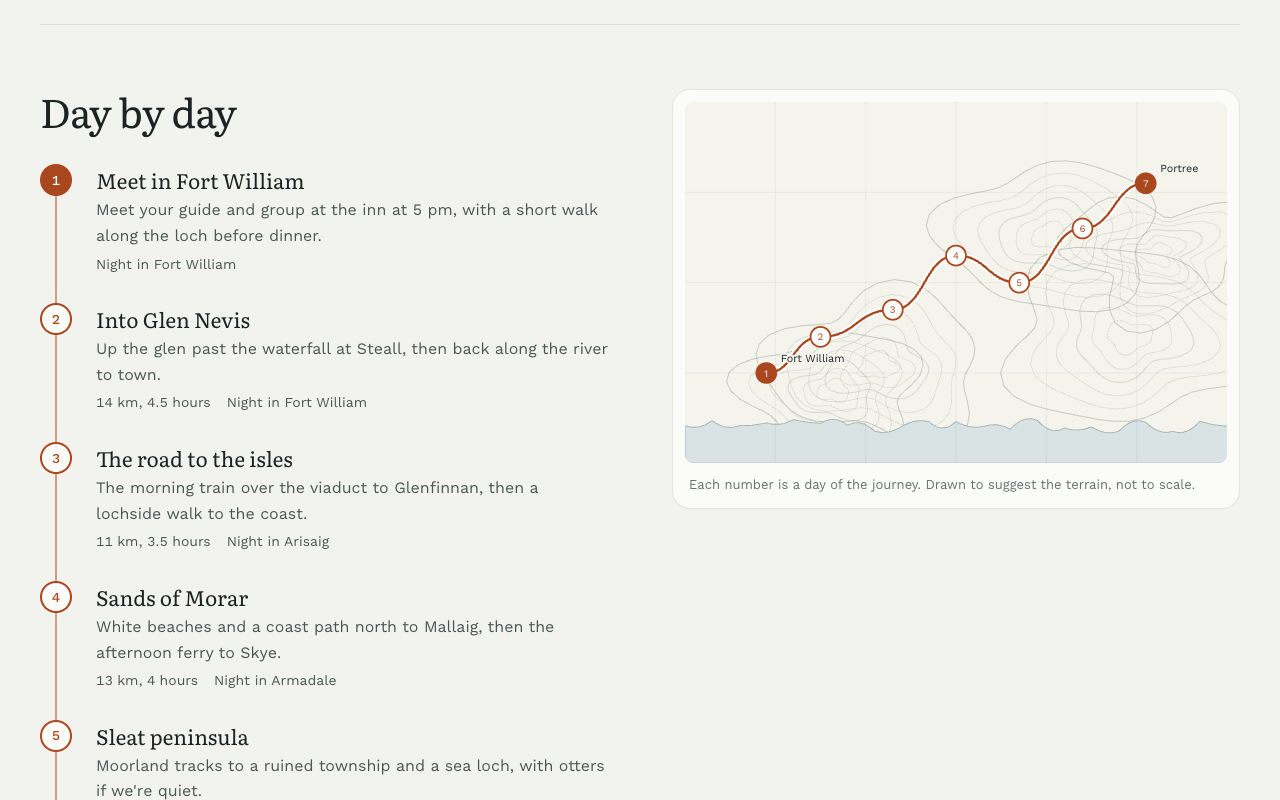 Day by day
1
Meet in Fort William
Meet your guide and group at the inn at 5 pm, with a short walk
along the loch before dinner.
Night in Fort William
2
Into Glen Nevis
Up the glen past the waterfall at Steall, then back along the river
to town.
14 km, 4.5 hours Night in Fort William
3
The road to the isles
The morning train over the viaduct to Glenfinnan, then a
lochside walk to the coast.
11 km, 3.5 hours Night in Arisaig
4
Sands of Morar
White beaches and a coast path north to Mallaig, then the
afternoon ferry to Skye.
13 km, 4 hours Night in Armadale
5
Sleat peninsula
Moorland tracks to a ruined township and a sea loch, with otters
if we're quiet.
Portree
7
6
4
5
3
2
Fort William
1
Each number is a day of the journey. Drawn to suggest the terrain, not to scale.